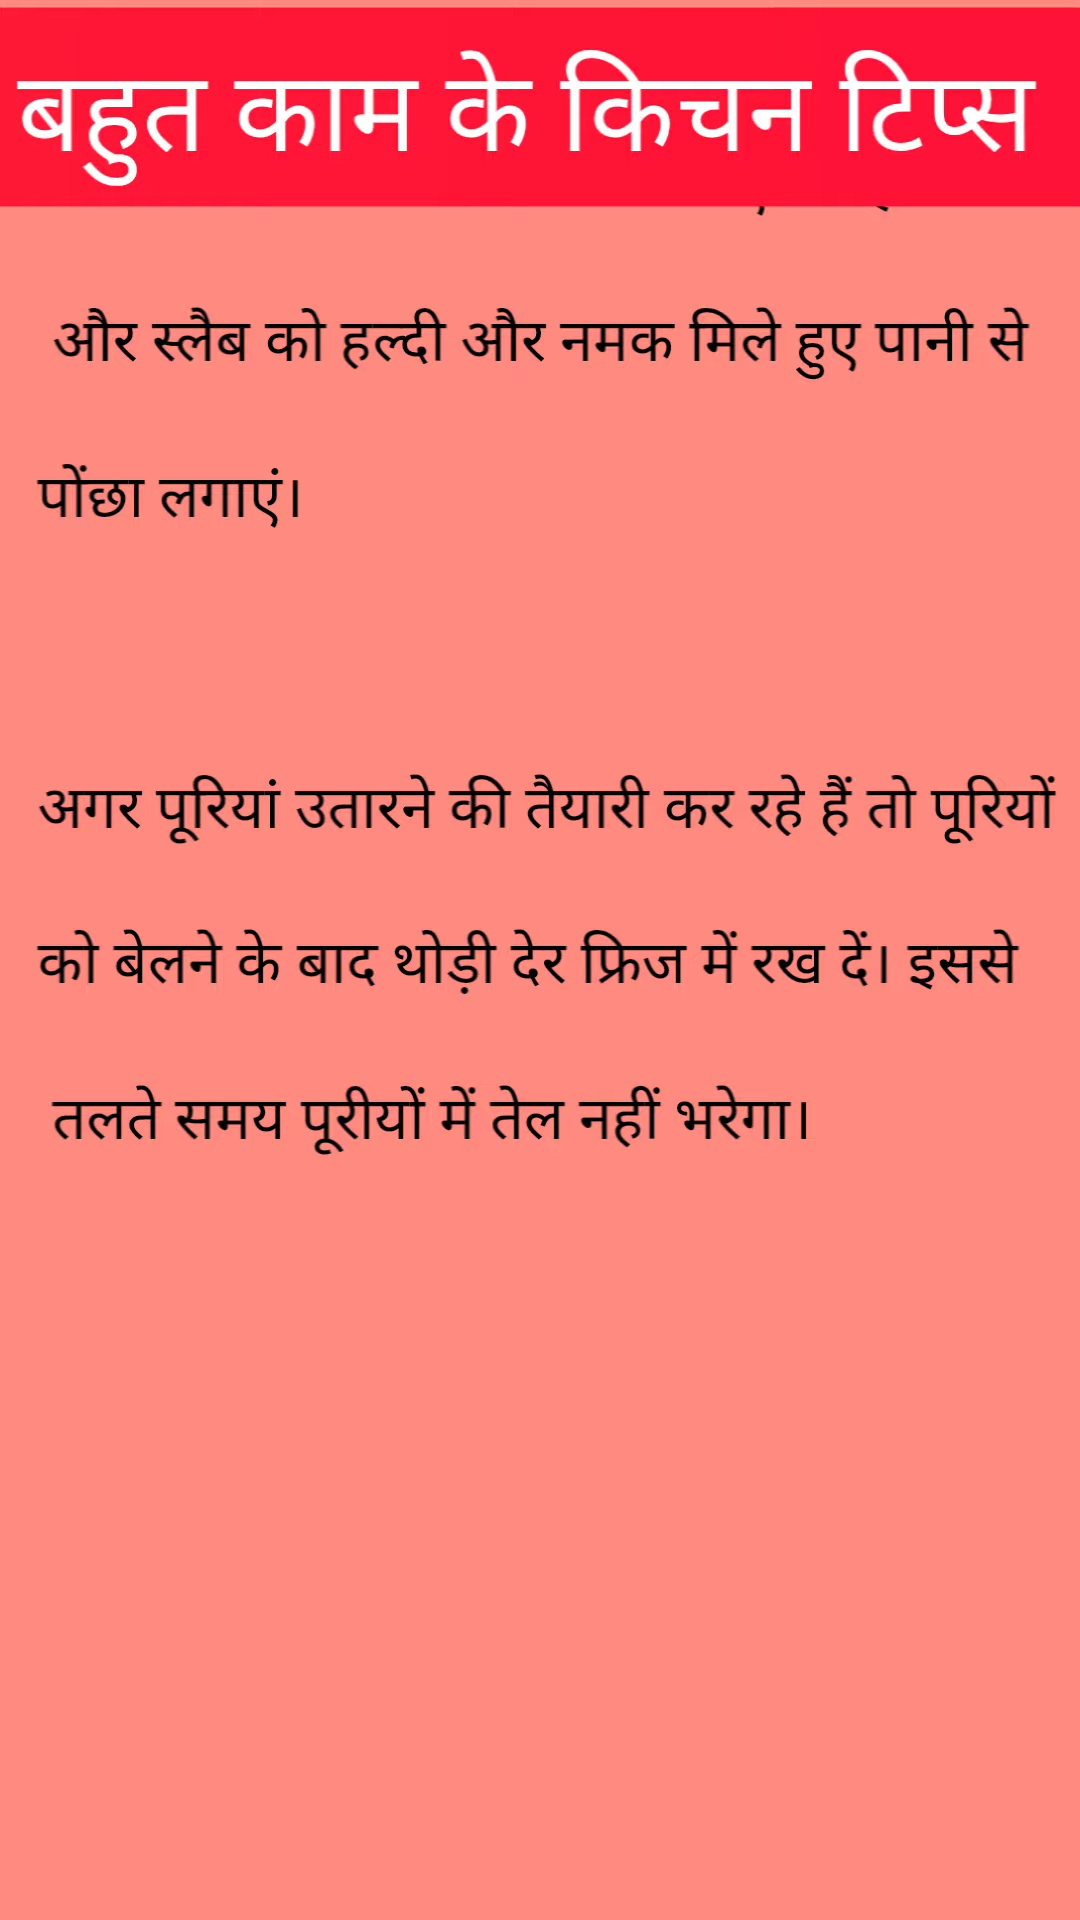 बहुत काम के किचन टिप्स
और स्लैब को हल्दी और नमक मिले हुए पानी से
पोंछा लगाएं।
अगर पूरियां उतारने की तैयारी कर रहे हैं तो पूरियों
को बेलने के बाद थोड़ी देर फ्रिज में रख दें। इससे
तलते समय पूरीयों में तेल नहीं भरेगा।